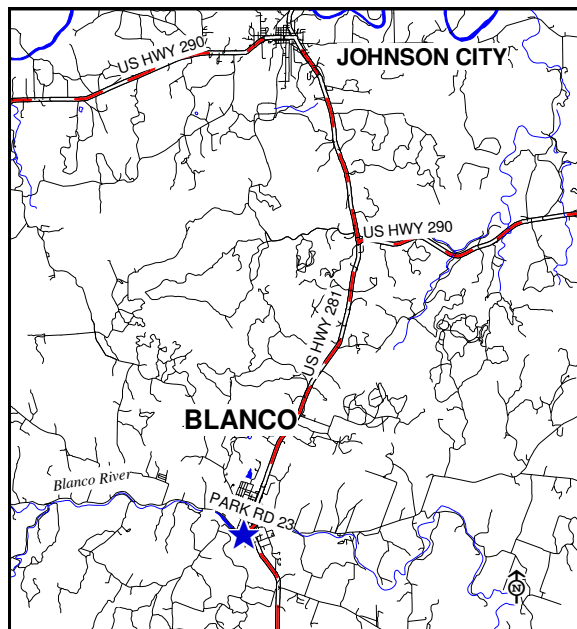 US HWY 290
JOHNSON CITY
US HWY 290
US HWY 281
BLANCO
Blanco River
PARK RD 23
N